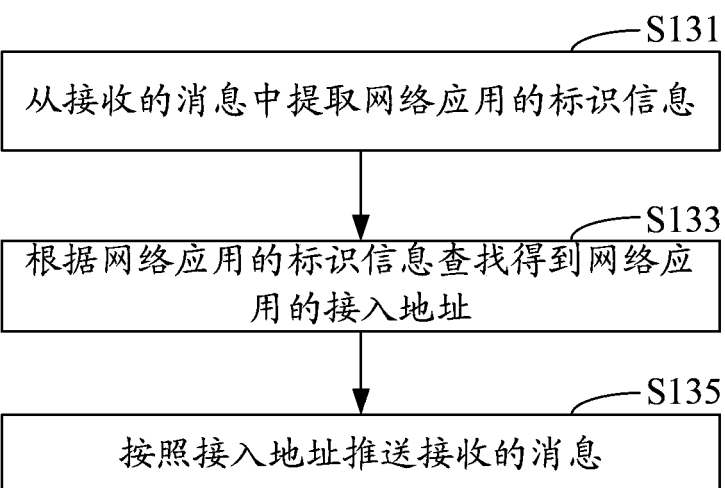 S131
从接收的消息中提取网络应用的标识信息
S133
根据网络应用的标识信息查找得到网络应
用的接入地址
S135
按照接入地址推送接收的消息